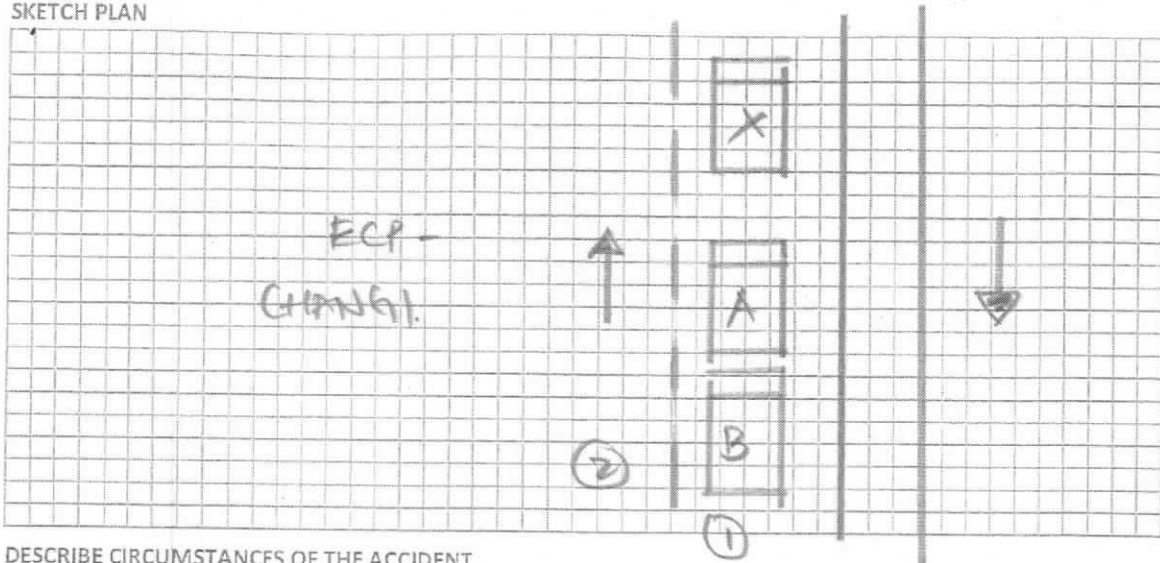 SKETCH PLAN
X
ECP -
CHANGI.
A
B
②
①
DESCRIBE CIRCUMSTANCES OF THE ACCIDENT